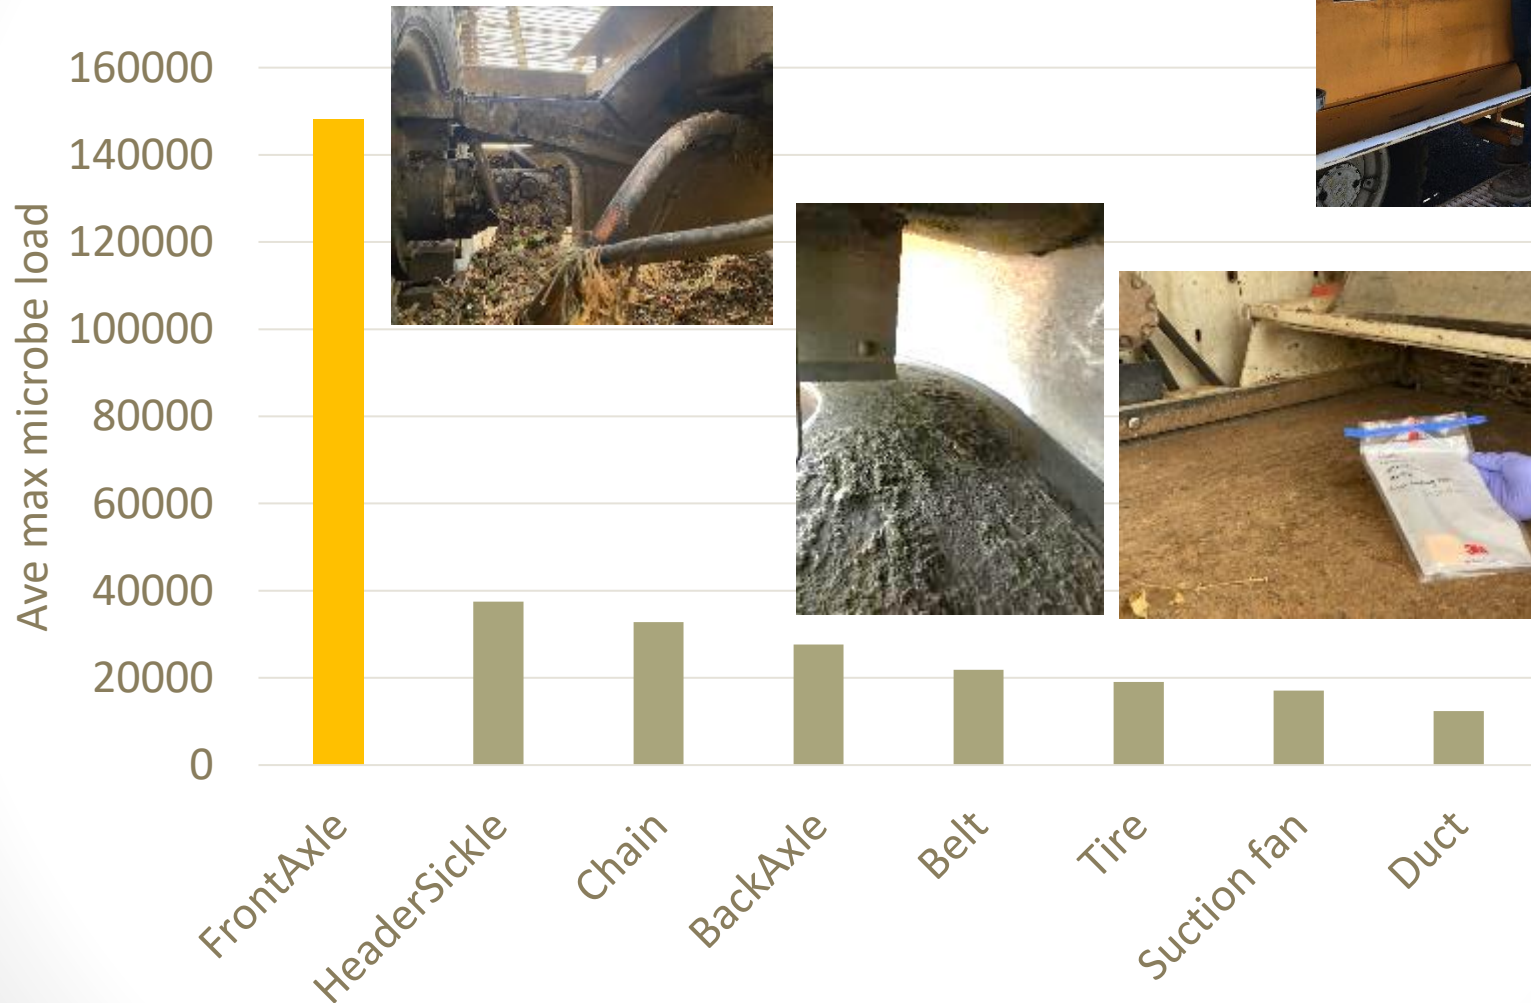 Ave max microbe load
160000
140000
120000
100000
80000
60000
40000
20000
0
FrontAxle
HeaderSickle
Chain
BackAxle
Belt
Tire
Suction fan
Duct
3M